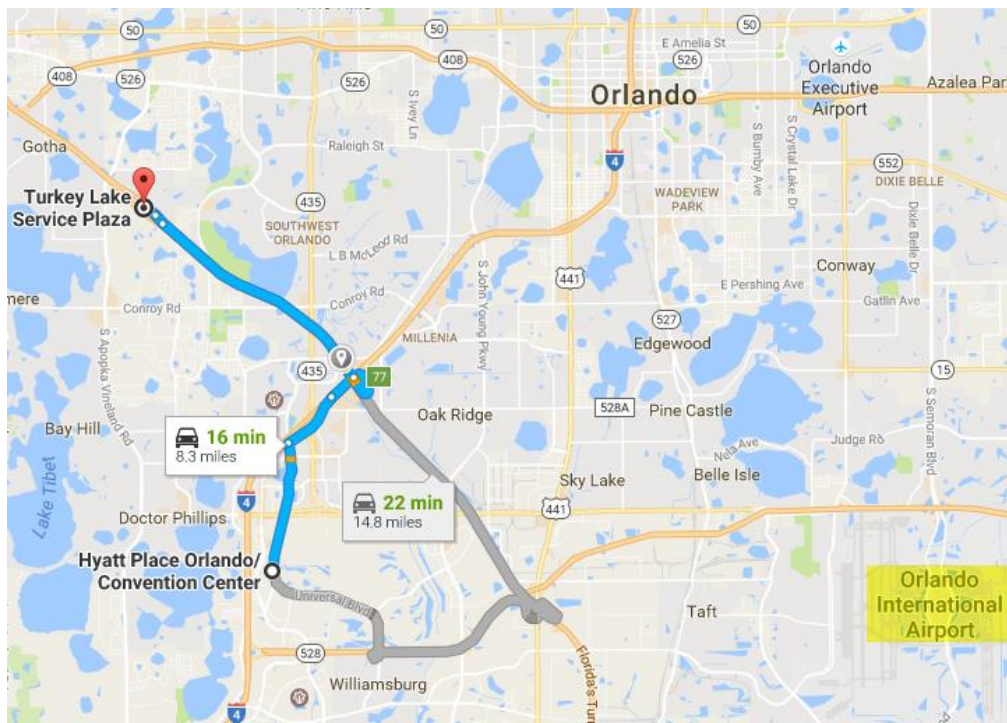 50
50
50
408
E Amelia St
526
408
526
Orlando
Executive
Airport
Azalea Par
S Ivey Ln
Orlando
Gotha
Raleigh St
4
S Bumby Ave
S Crystal Lake Dr
552
DIXIE BELLE
Turkey Lake
Service Plaza
435
WADEVIEW
PARK
SOUTHWEST
ORLANDO
Dixie Belle Dr
L B McLeod Rd
S John Young Pkwy
441
Conway
mere
Conroy Rd
Conroy Rd
E Pershing Ave
Gatlin Ave
527
MILLENIA
Edgewood
S Apopka Vineland Rd
435
77
15
528A
Pine Castle
Oak Ridge
S Semoran Blvd
Bay Hill
16 min
8.3 miles
Judge Ro
Nela Ave
Belle Isle
Lake Tibet
Sky Lake
22 min
14.8 miles
4
441
Doctor Phillips
Hyatt Place Orlando/
Convention Center
Orlando
International
Airport
Universal Blvd
Taft
528
Florida's Turn
Williamsburg
4